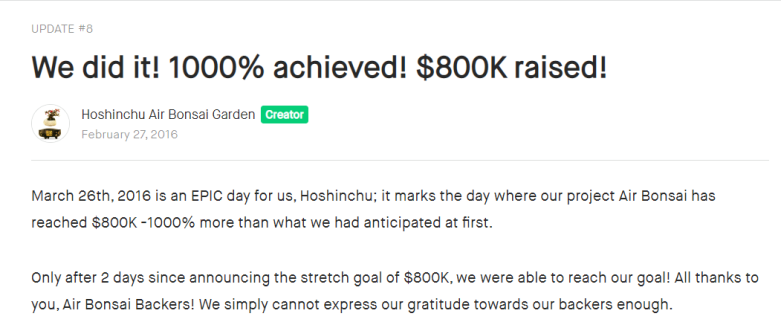 UPDATE #8
We did it! 1000% achieved! $800K raised!
Hoshinchu Air Bonsai Garden Creator
February 27, 2016
March 26th, 2016 is an EPIC day for us, Hoshinchu; it marks the day where our project Air Bonsai has
reached $800K -1000% more than what we had anticipated at first.
Only after 2 days since announcing the stretch goal of $800K, we were able to reach our goal! All thanks to
you, Air Bonsai Backers! We simply cannot express our gratitude towards our backers enough.